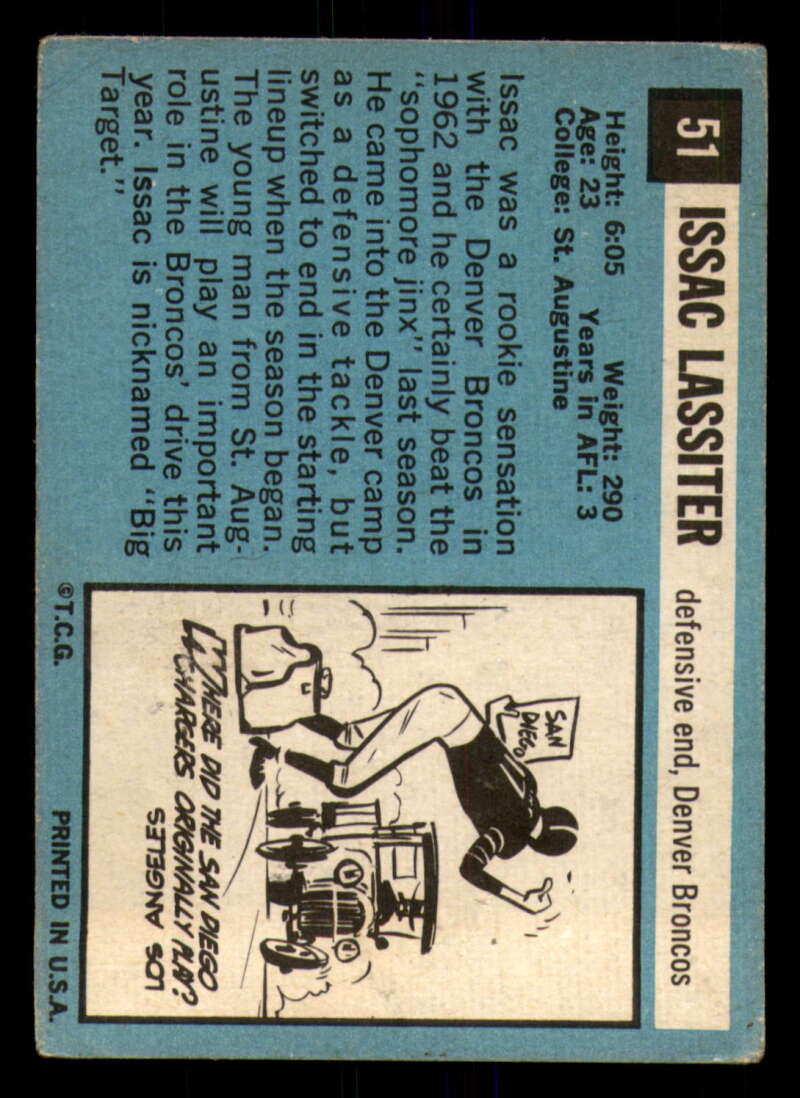 51 ISSAC LASSITER defensive end, Denver Broncos
Height: 6:05 Weight: 290
Age: 23 Years in AFL: 3
College: St. Augustine
Issac was a rookie sensation
with the Denver Broncos in
1962 and he certainly beat the
"sophomore jinx" last season.
He came into the Denver camp
as a defensive tackle, but
switched to end in the starting
lineup when the season began.
The young man from St. Aug-
ustine will play an important
role in the Broncos' drive this
year. Issac is nicknamed "Big
Target."
SAN
DIEGO
WHERE DID THE SAN DIEGO
CHARGERS ORIGINALLY PLAY?
LOS ANGELES
©T.C.G. PRINTED IN U.S.A.